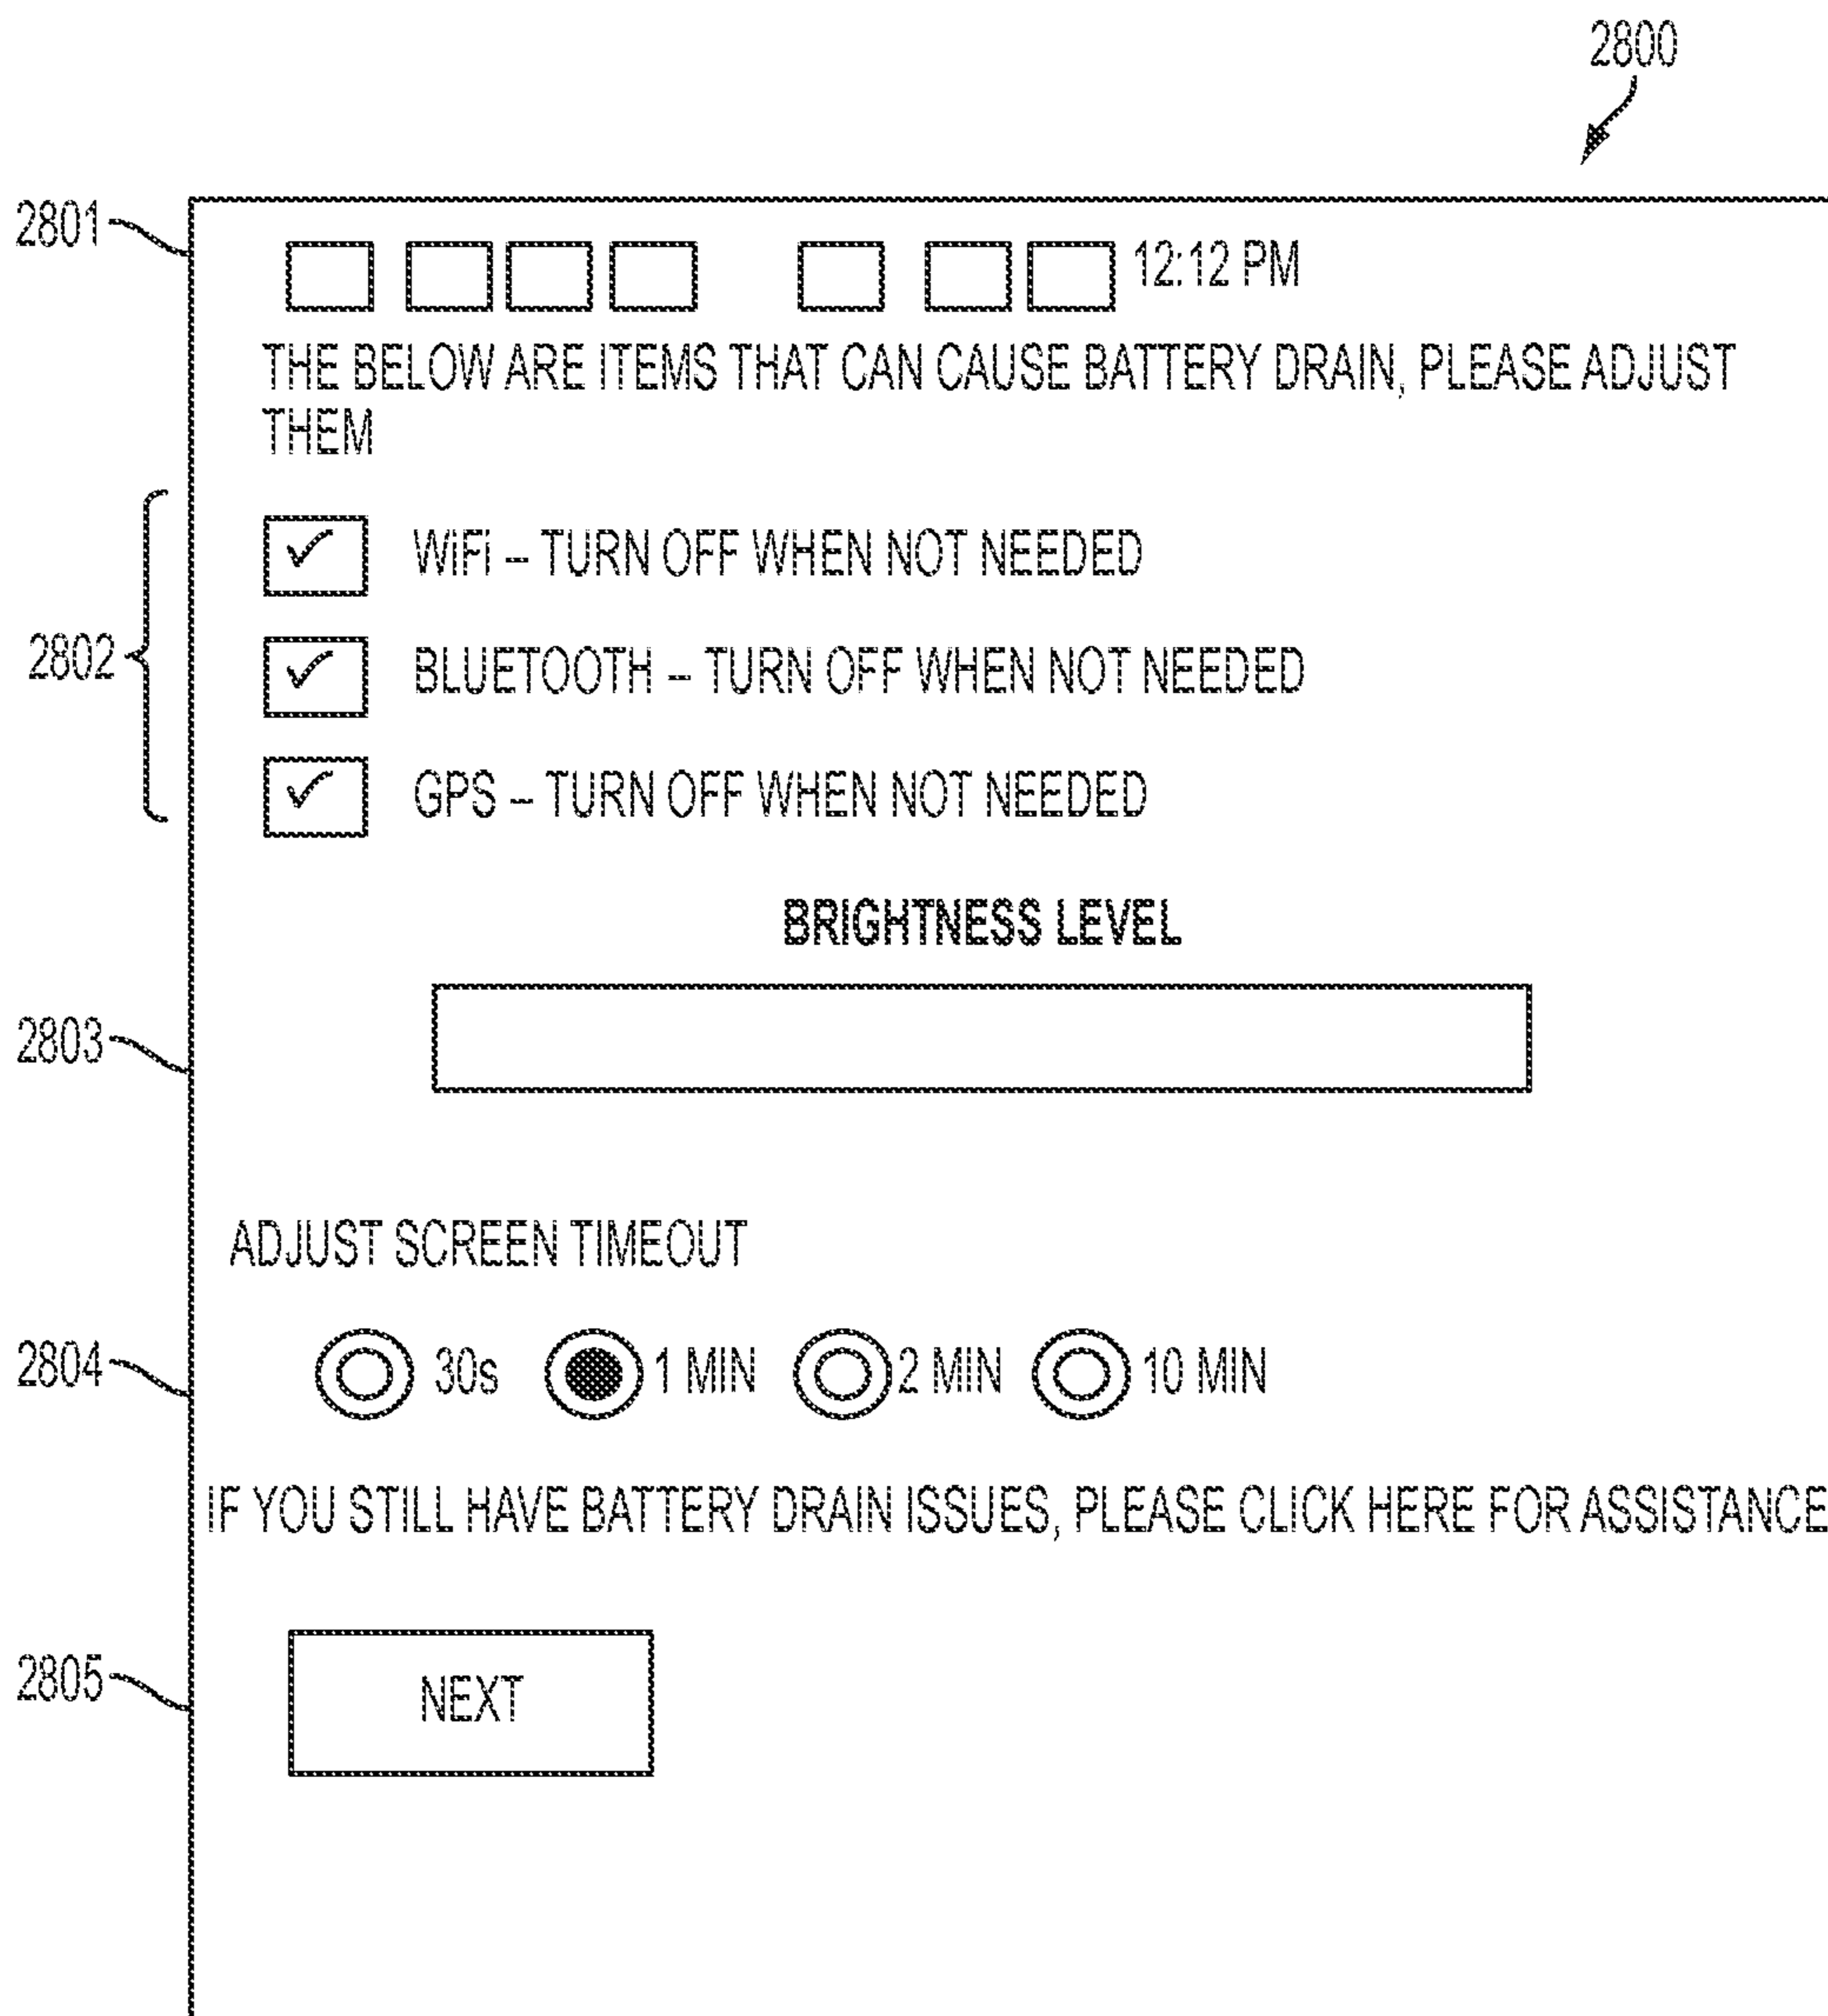 2800
2801
12:12 PM
THE BELOW ARE ITEMS THAT CAN CAUSE BATTERY DRAIN, PLEASE ADJUST
THEM
WiFi – TURN OFF WHEN NOT NEEDED
2802
BLUETOOTH – TURN OFF WHEN NOT NEEDED
GPS – TURN OFF WHEN NOT NEEDED
BRIGHTNESS LEVEL
2803
ADJUST SCREEN TIMEOUT
2804
30s 1 MIN 2 MIN 10 MIN
IF YOU STILL HAVE BATTERY DRAIN ISSUES, PLEASE CLICK HERE FOR ASSISTANCE
2805
NEXT